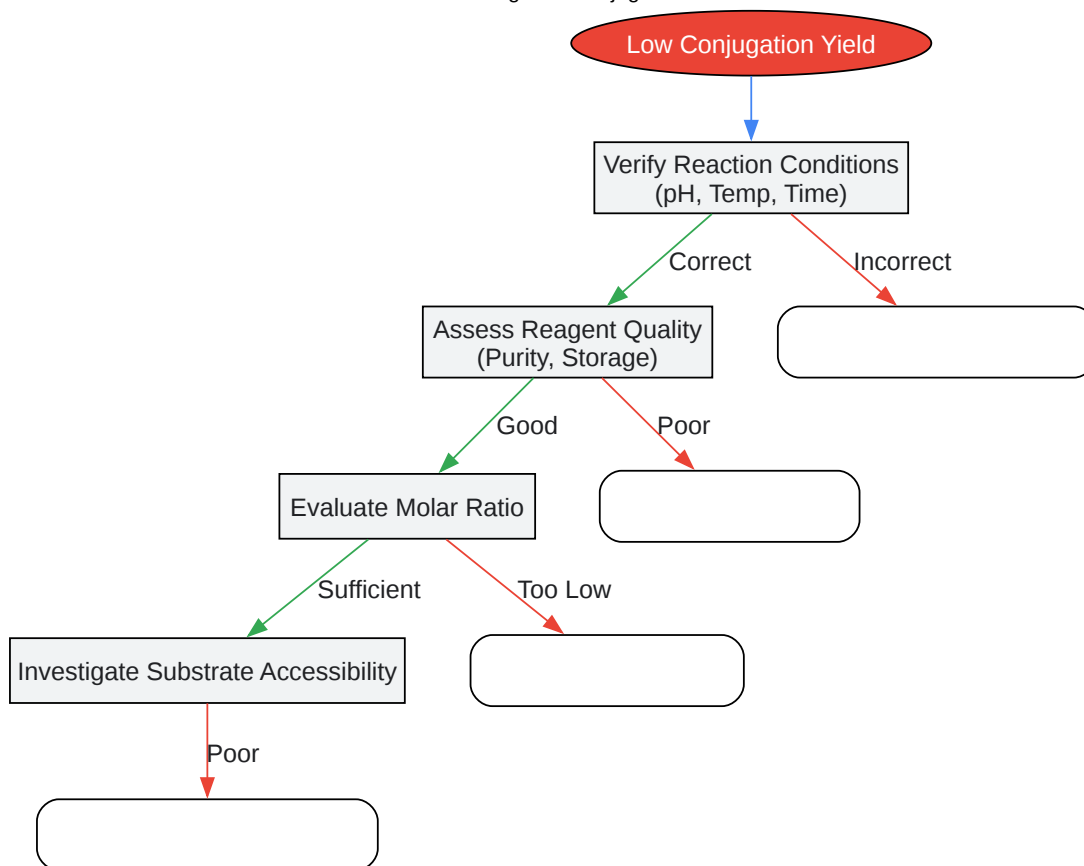 Low Conjugation Yield
Verify Reaction Conditions
(pH, Temp, Time)
Correct
Incorrect
Assess Reagent Quality
(Purity, Storage)
Good
Poor
Evaluate Molar Ratio
Sufficient
Too Low
Investigate Substrate Accessibility
Poor